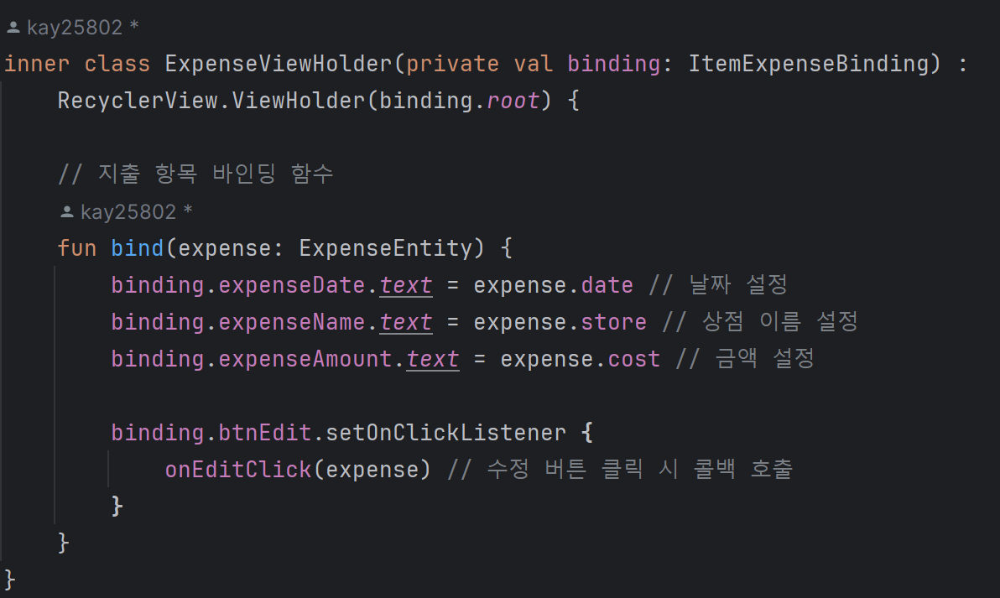 kay25802 *
inner class ExpenseViewHolder(private val binding: ItemExpenseBinding) :
    RecyclerView.ViewHolder(binding.root) {

    // 지출 항목 바인딩 함수
    kay25802 *
    fun bind(expense: ExpenseEntity) {
        binding.expenseDate.text = expense.date // 날짜 설정
        binding.expenseName.text = expense.store // 상점 이름 설정
        binding.expenseAmount.text = expense.cost // 금액 설정

        binding.btnEdit.setOnClickListener {
            onEditClick(expense) // 수정 버튼 클릭 시 콜백 호출
        }
    }
}